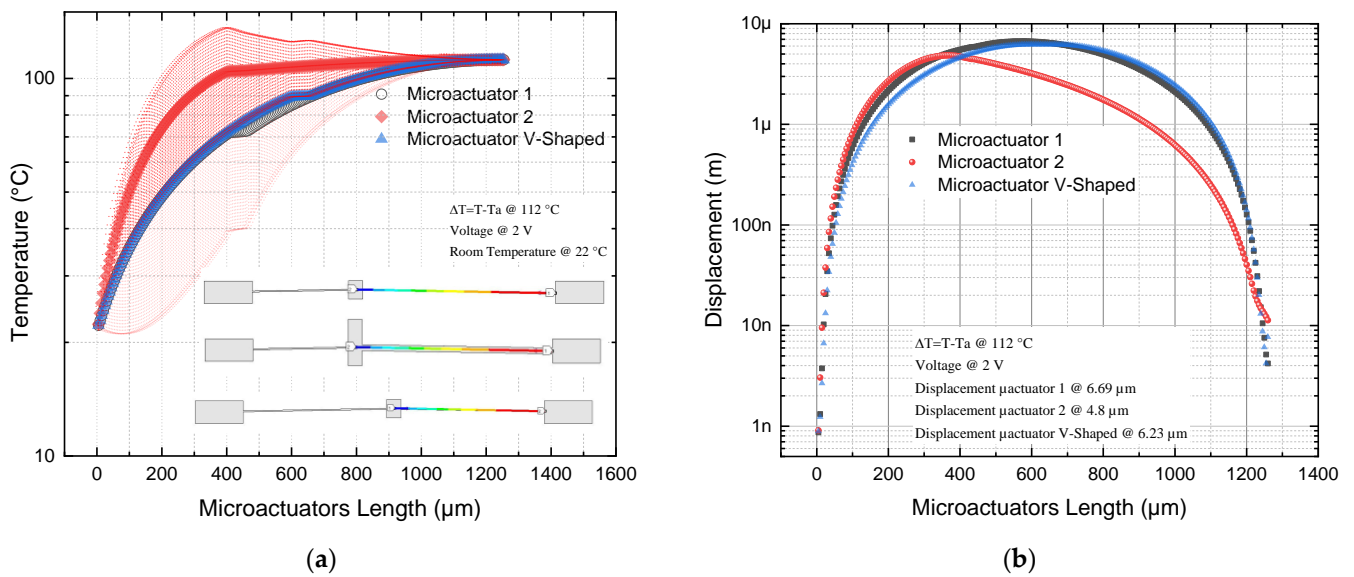 100
10
Temperature (°C)
0 200 400 600 800 1000 1200 1400 1600
Microactuators Length (µm)
Microactuator 1
Microactuator 2
Microactuator V-Shaped
ΔT=T-Ta @ 112 °C
Voltage @ 2 V
Room Temperature @ 22 °C
(a)
10µ
1µ
100n
10n
1n
Displacement (m)
0 200 400 600 800 1000 1200 1400
Microactuators Length (µm)
Microactuator 1
Microactuator 2
Microactuator V-Shaped
ΔT=T-Ta @ 112 °C
Voltage @ 2 V
Displacement µactuator 1 @ 6.69 µm
Displacement µactuator 2 @ 4.8 µm
Displacement µactuator V-Shaped @ 6.23 µm
(b)